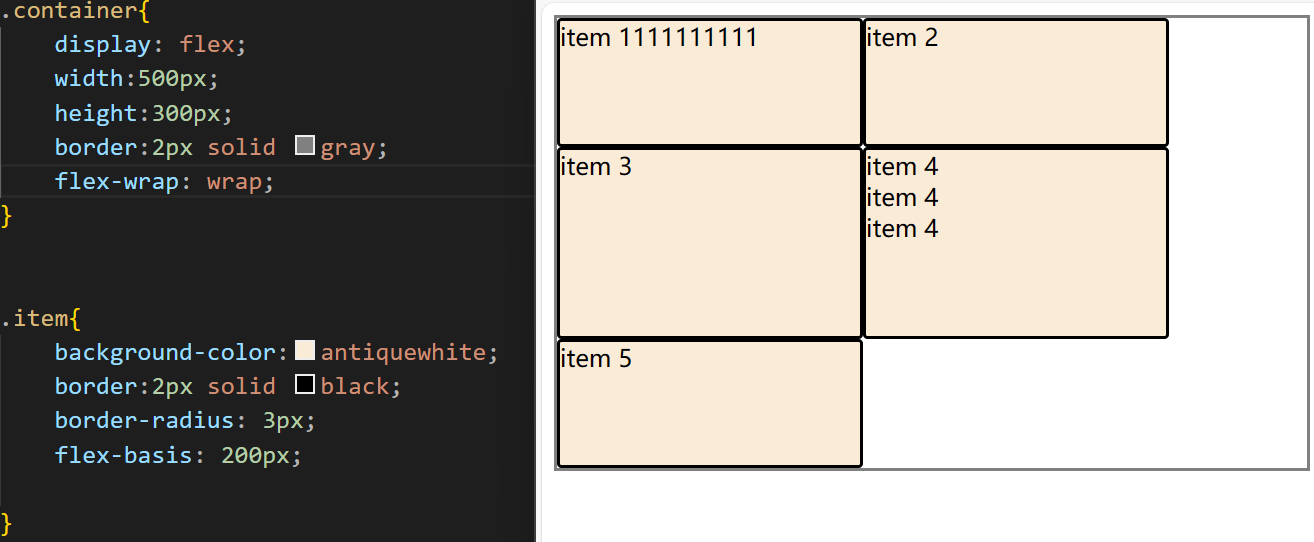 .container{
display: flex;
width:500px;
height:300px;
border:2px solid gray;
flex-wrap: wrap;
}
.item{
background-color: antiquewhite;
border:2px solid black;
border-radius: 3px;
flex-basis: 200px;
}
item 1111111111
item 2
item 3
item 4
item 4
item 4
item 5